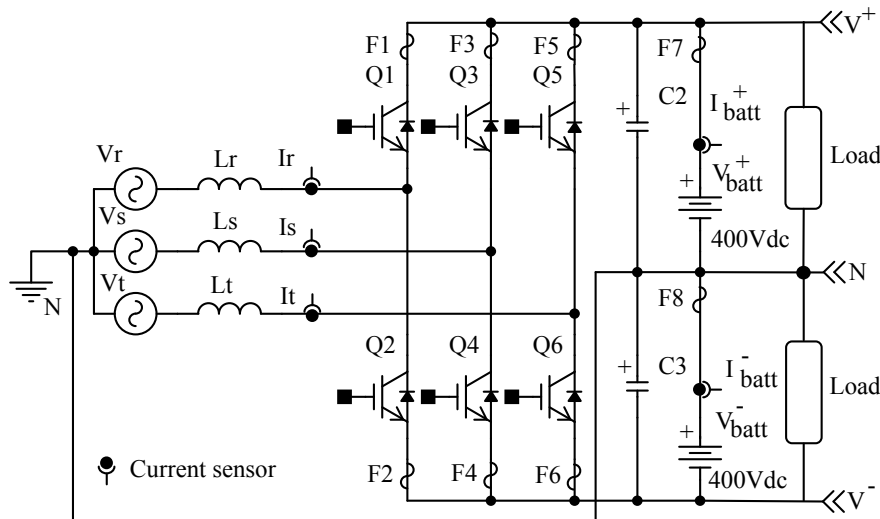 F1 F3 F5 F7 V+
Q1 Q3 Q5
+ C2 I+batt
Vr Lr Ir V+batt Load
Vs Ls Is + 400Vdc
N Vt Lt It N
F8
Q2 Q4 Q6
+ C3 I-batt Load
V-batt
+
Current sensor F2 F4 F6 400Vdc
V-